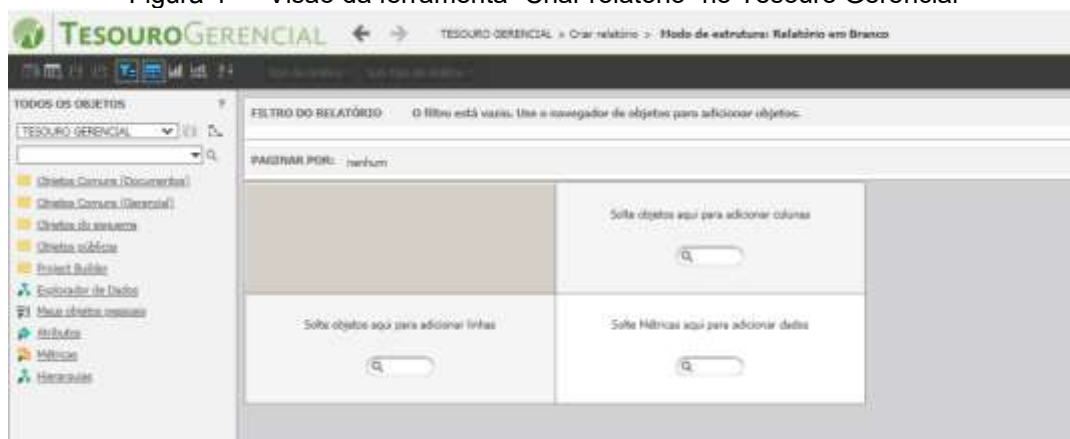 Figura 1 – Visão da ferramenta "Criar relatório" no Tesouro Gerencial
TESOUROGERENCIAL
TESOURO GERENCIAL > Criar relatório > Modo de estrutura: Relatório em Branco
TODOS OS OBJETOS
TESOURO GERENCIAL
Objetos Comuns (Documentos)
Objetos Comuns (Gerencial)
Objetos do esquema
Objetos públicos
Project Builder
Explorador de Dados
Meus objetos pessoais
Atributos
Métricas
Hierarquias
FILTRO DO RELATÓRIO O filtro está vazio. Use o navegador de objetos para adicionar objetos.
PAGINAR POR: nenhum
Solte objetos aqui para adicionar colunas
Solte objetos aqui para adicionar linhas
Solte Métricas aqui para adicionar dados